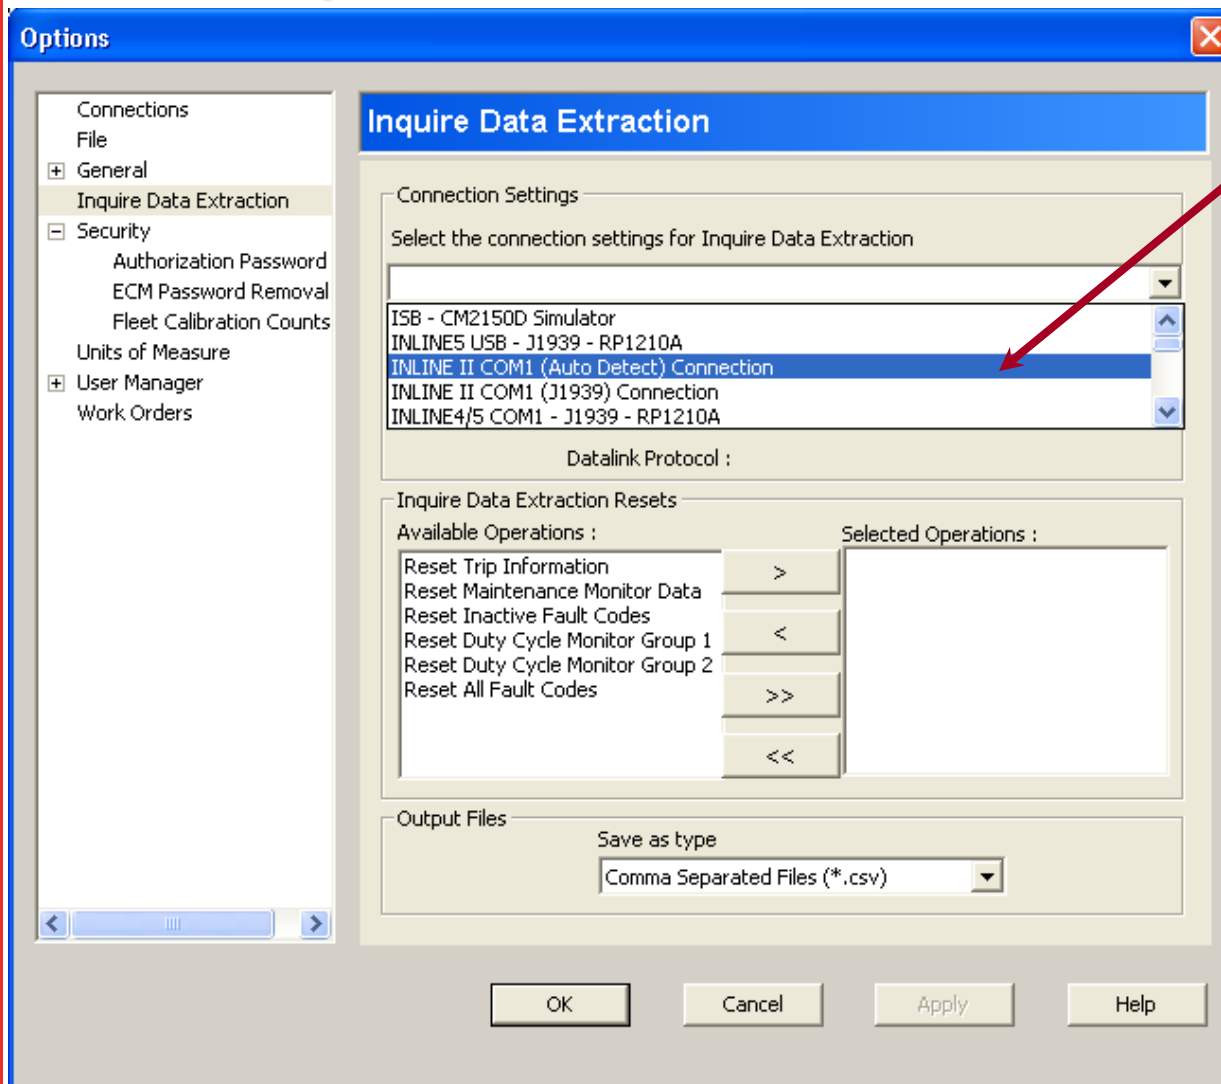 Options
Connections
File
General
Inquire Data Extraction
Security
Authorization Password
ECM Password Removal
Fleet Calibration Counts
Units of Measure
User Manager
Work Orders
Inquire Data Extraction
Connection Settings
Select the connection settings for Inquire Data Extraction
ISB - CM2150D Simulator
INLINE5 USB - J1939 - RP1210A
INLINE II COM1 (Auto Detect) Connection
INLINE II COM1 (J1939) Connection
INLINE4/5 COM1 - J1939 - RP1210A
Datalink Protocol :
Inquire Data Extraction Resets
Available Operations :
Reset Trip Information
Reset Maintenance Monitor Data
Reset Inactive Fault Codes
Reset Duty Cycle Monitor Group 1
Reset Duty Cycle Monitor Group 2
Reset All Fault Codes
>
<
>>
<<
Selected Operations :
Output Files
Save as type
Comma Separated Files (*.csv)
OK
Cancel
Apply
Help